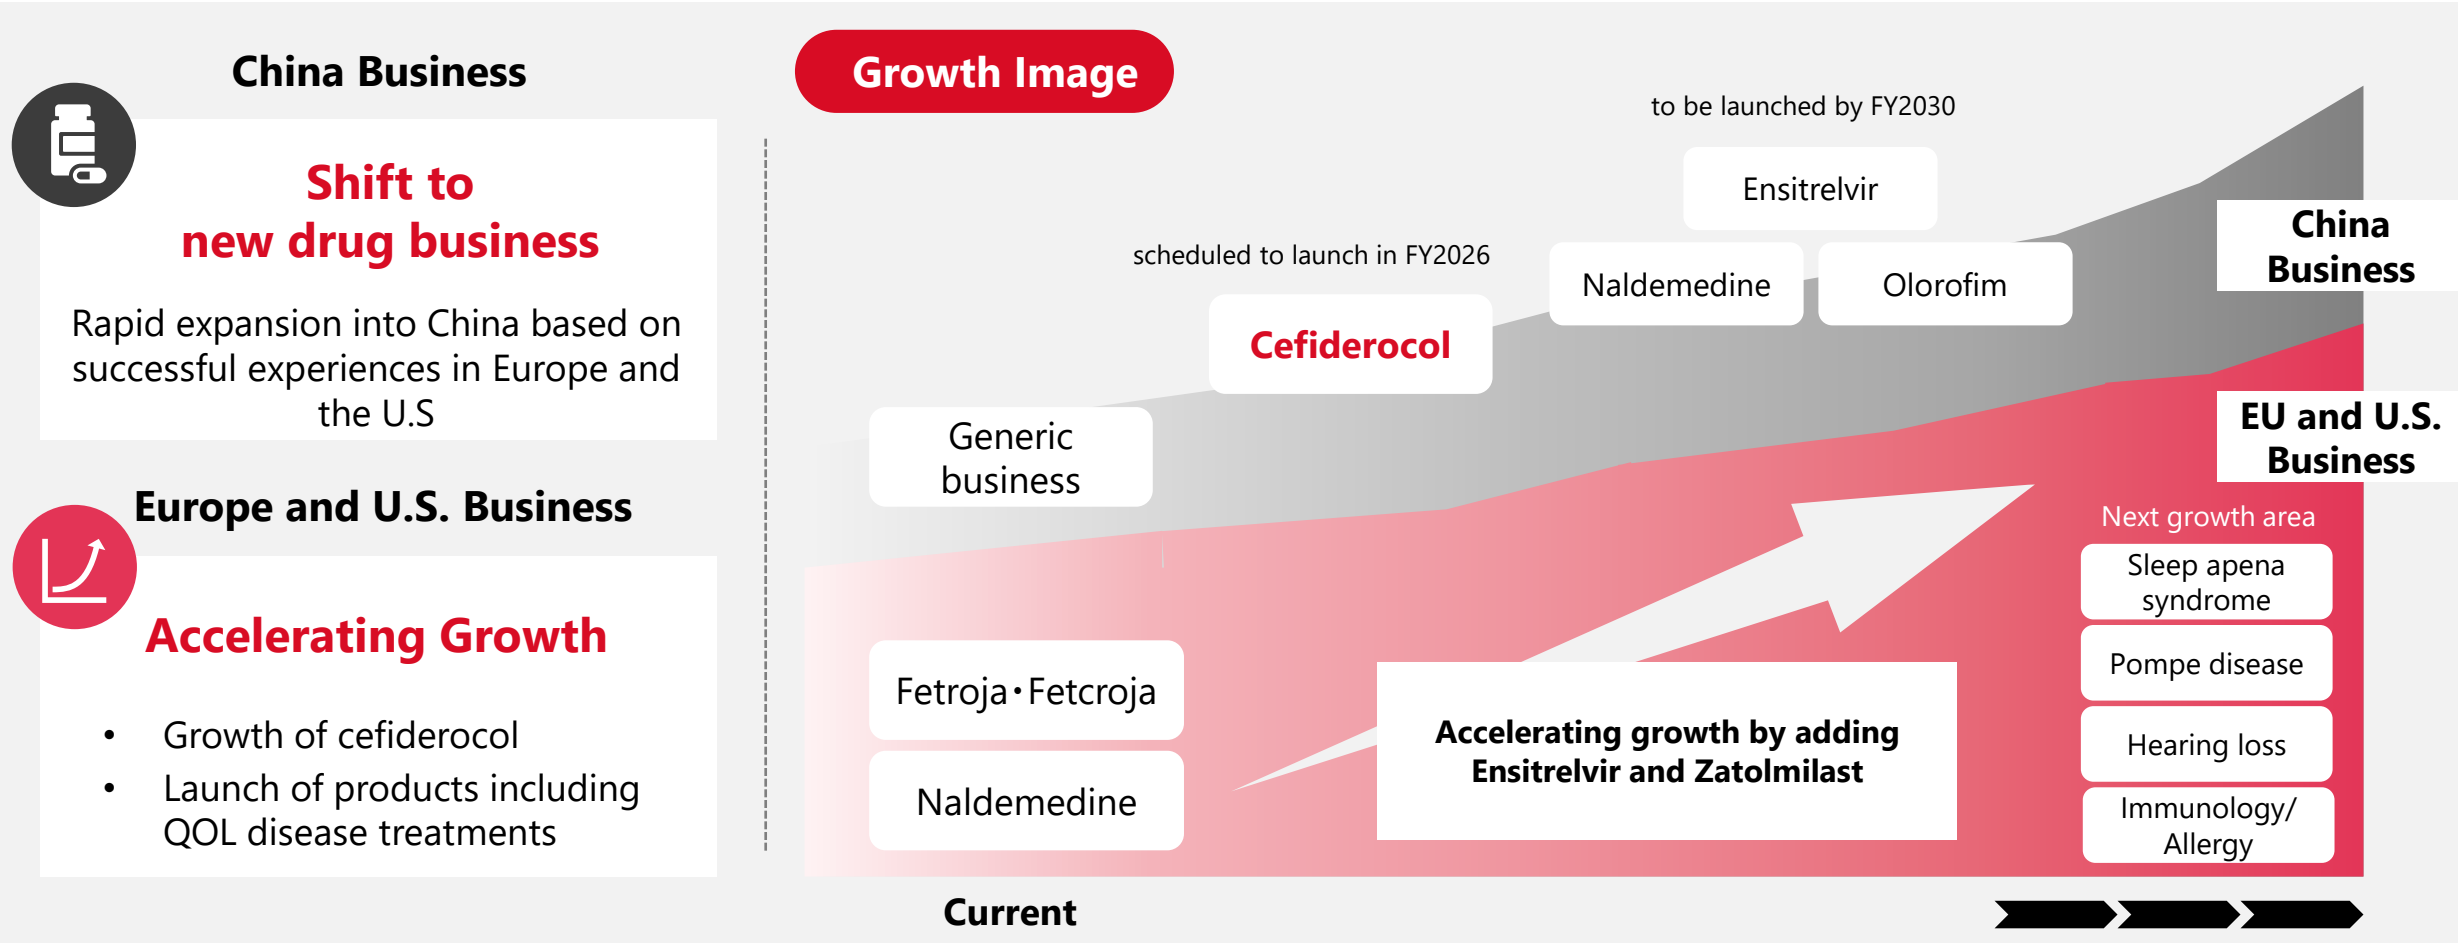 China Business
Shift to
new drug business
Rapid expansion into China based on
successful experiences in Europe and
the U.S
Europe and U.S. Business
Accelerating Growth
• Growth of cefiderocol
• Launch of products including
QOL disease treatments
Growth Image
to be launched by FY2030
Ensitrelvir
Naldemedine
Olorofim
scheduled to launch in FY2026
Cefiderocol
Generic
business
China
Business
EU and U.S.
Business
Fetroja・Fetcroja
Naldemedine
Accelerating growth by adding
Ensitrelvir and Zatolmilast
Next growth area
Sleep apena
syndrome
Pompe disease
Hearing loss
Immunology/
Allergy
Current